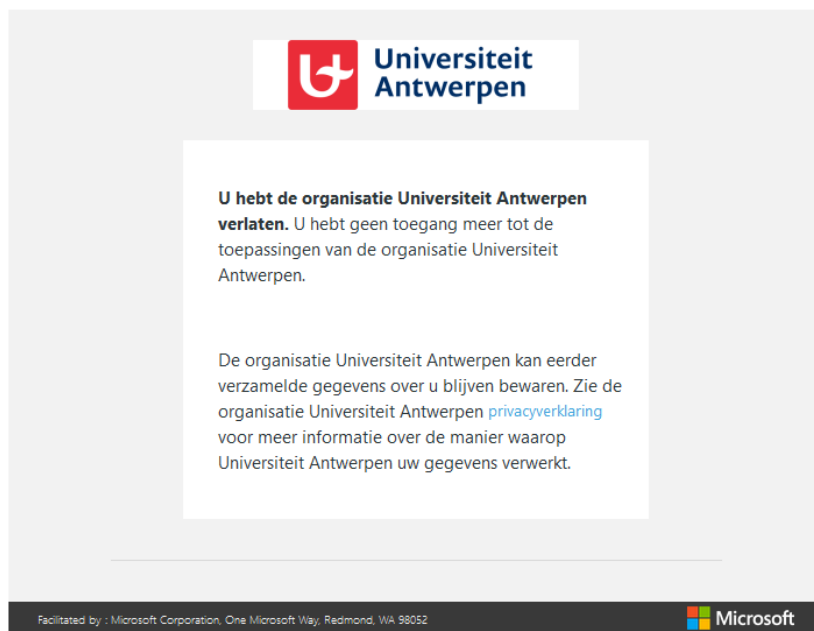 Universiteit
Antwerpen
U hebt de organisatie Universiteit Antwerpen
verlaten. U hebt geen toegang meer tot de
toepassingen van de organisatie Universiteit
Antwerpen.
De organisatie Universiteit Antwerpen kan eerder
verzamelde gegevens over u blijven bewaren. Zie de
organisatie Universiteit Antwerpen privacyverklaring
voor meer informatie over de manier waarop
Universiteit Antwerpen uw gegevens verwerkt.
Facilitated by : Microsoft Corporation, One Microsoft Way, Redmond, WA 98052
Microsoft